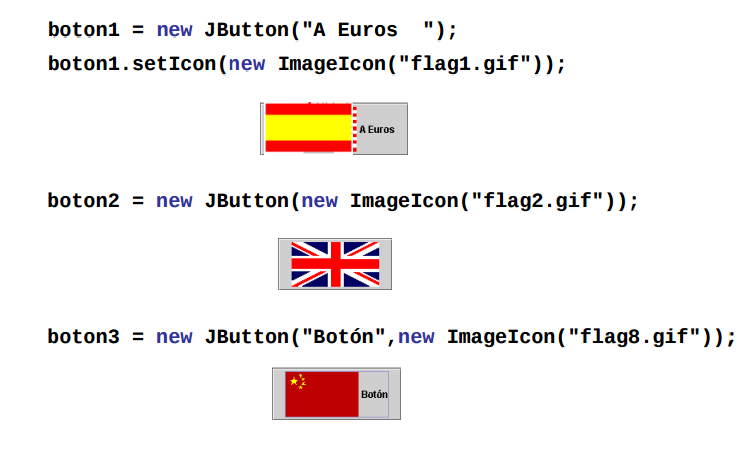 boton1 = new JButton("A Euros  ");
boton1.setIcon(new ImageIcon("flag1.gif"));
A Euros
boton2 = new JButton(new ImageIcon("flag2.gif"));
boton3 = new JButton("Botón",new ImageIcon("flag8.gif"));
Botón